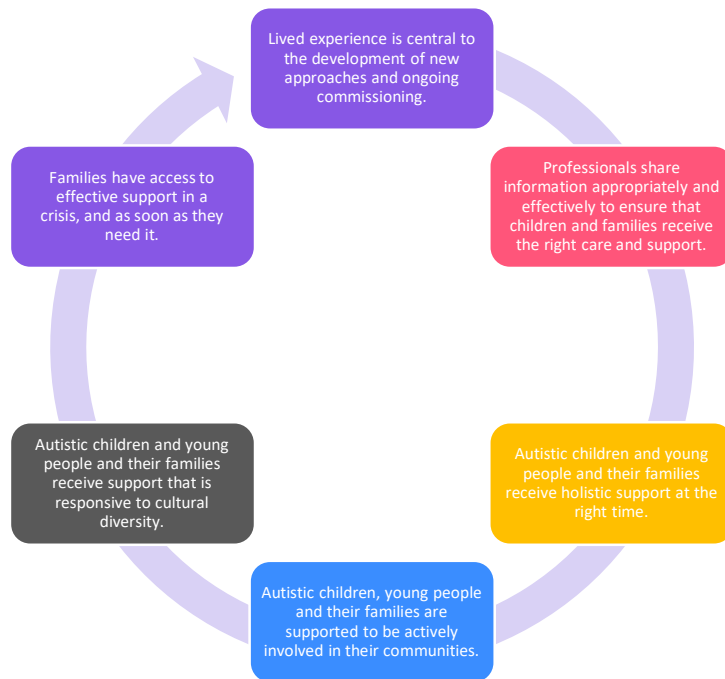 Lived experience is central to
the development of new
approaches and ongoing
commissioning.
Professionals share
information appropriately and
effectively to ensure that
children and families receive
the right care and support.
Autistic children and young
people and their families
receive holistic support at the
right time.
Autistic children, young people
and their families are
supported to be actively
involved in their communities.
Autistic children and young
people and their families
receive support that is
responsive to cultural
diversity.
Families have access to
effective support in a
crisis, and as soon as they
need it.